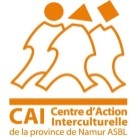 CAI Centre d'Action
Interculturelle
de la province de Namur ASBL